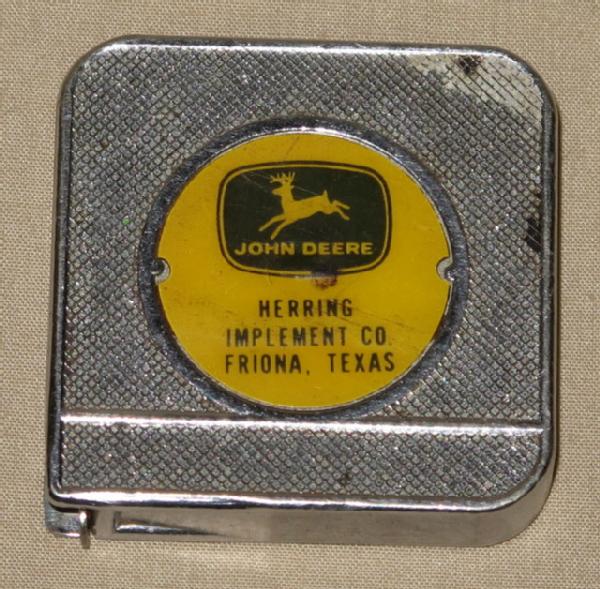 JOHN DEERE
HERRING
IMPLEMENT CO.
FRIONA, TEXAS